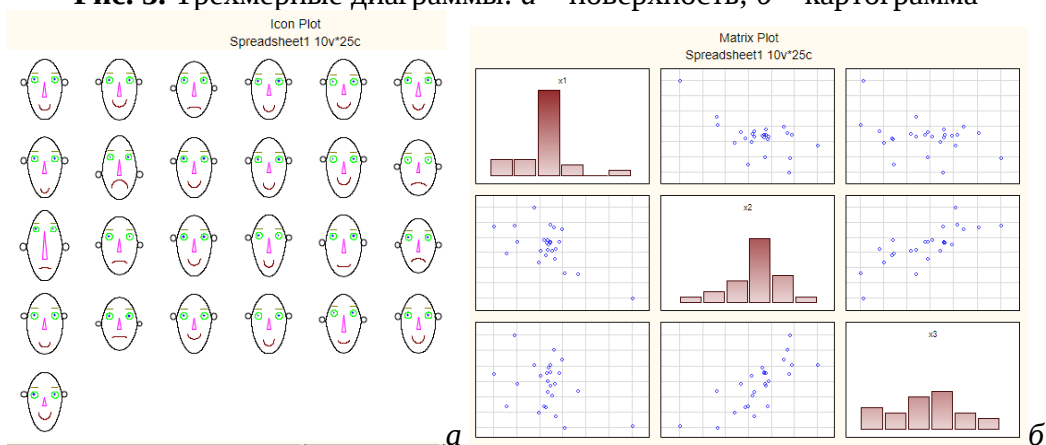 Рис. 3. Трехмерные диаграммы: а – поверхность; б – картограмма
Icon Plot
Spreadsheet1 10v*25c
Matrix Plot
Spreadsheet1 10v*25c
x1
x2
x3
а
б